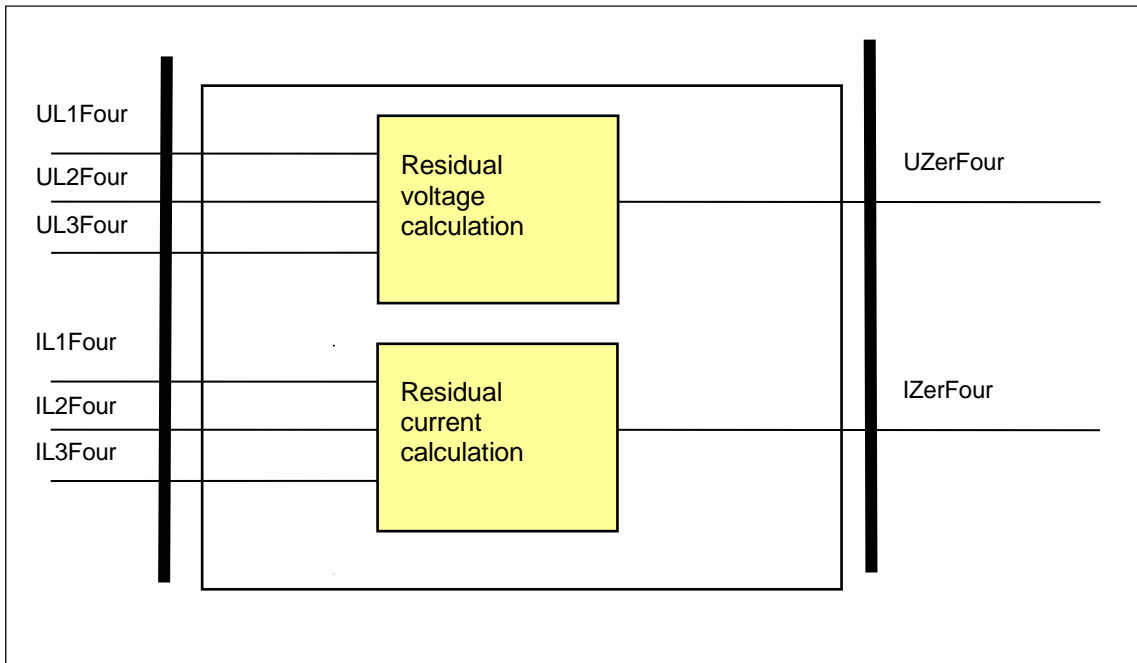 UL1Four
UL2Four
UL3Four
Residual
voltage
calculation
UZerFour
IL1Four
IL2Four
IL3Four
Residual
current
calculation
IZerFour